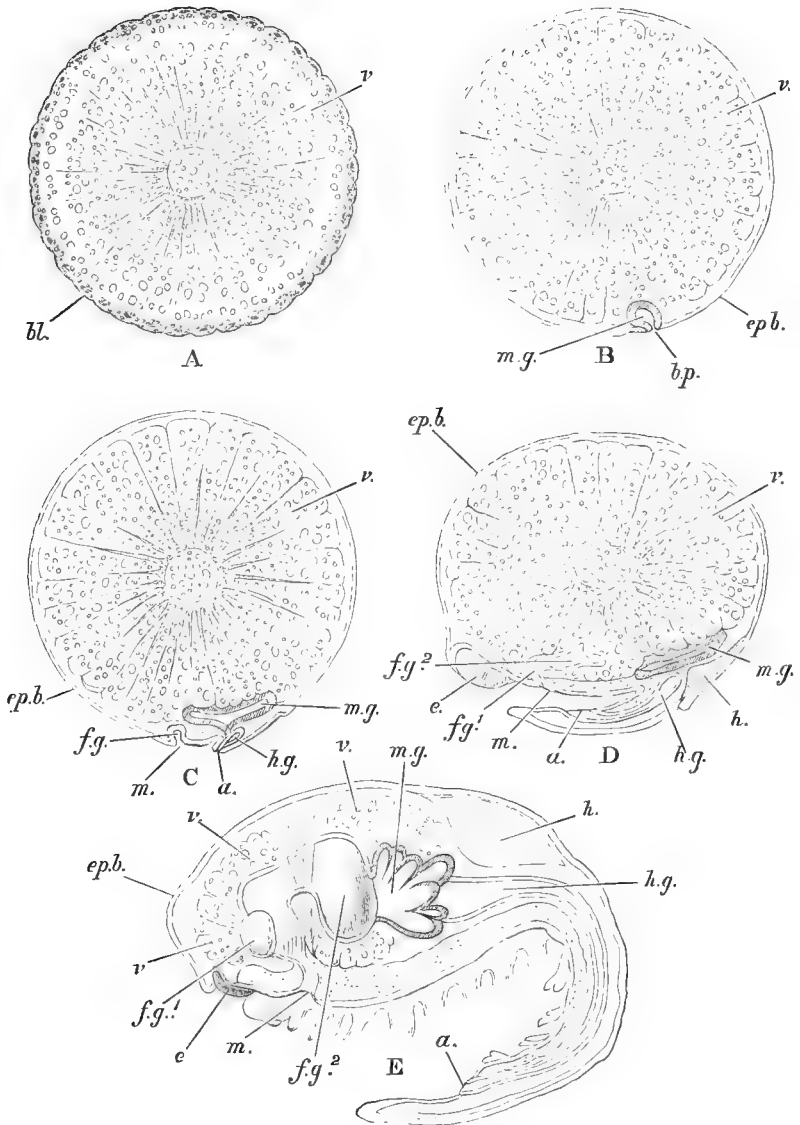 v
bl.
A
v.
ep b.
m.g.
B
b.p.
v.
ep.b.
m.g.
f.g.
h.g.
m.
C
a.
ep.b.
v.
f.g.²
m.g.
e.
f.g.¹
h.
m.
a.
D
h.g.
m.g.
v.
h.
v.
ep.b.
h.g.
v
f.g.¹
e
m.
f.g.²
E
a.